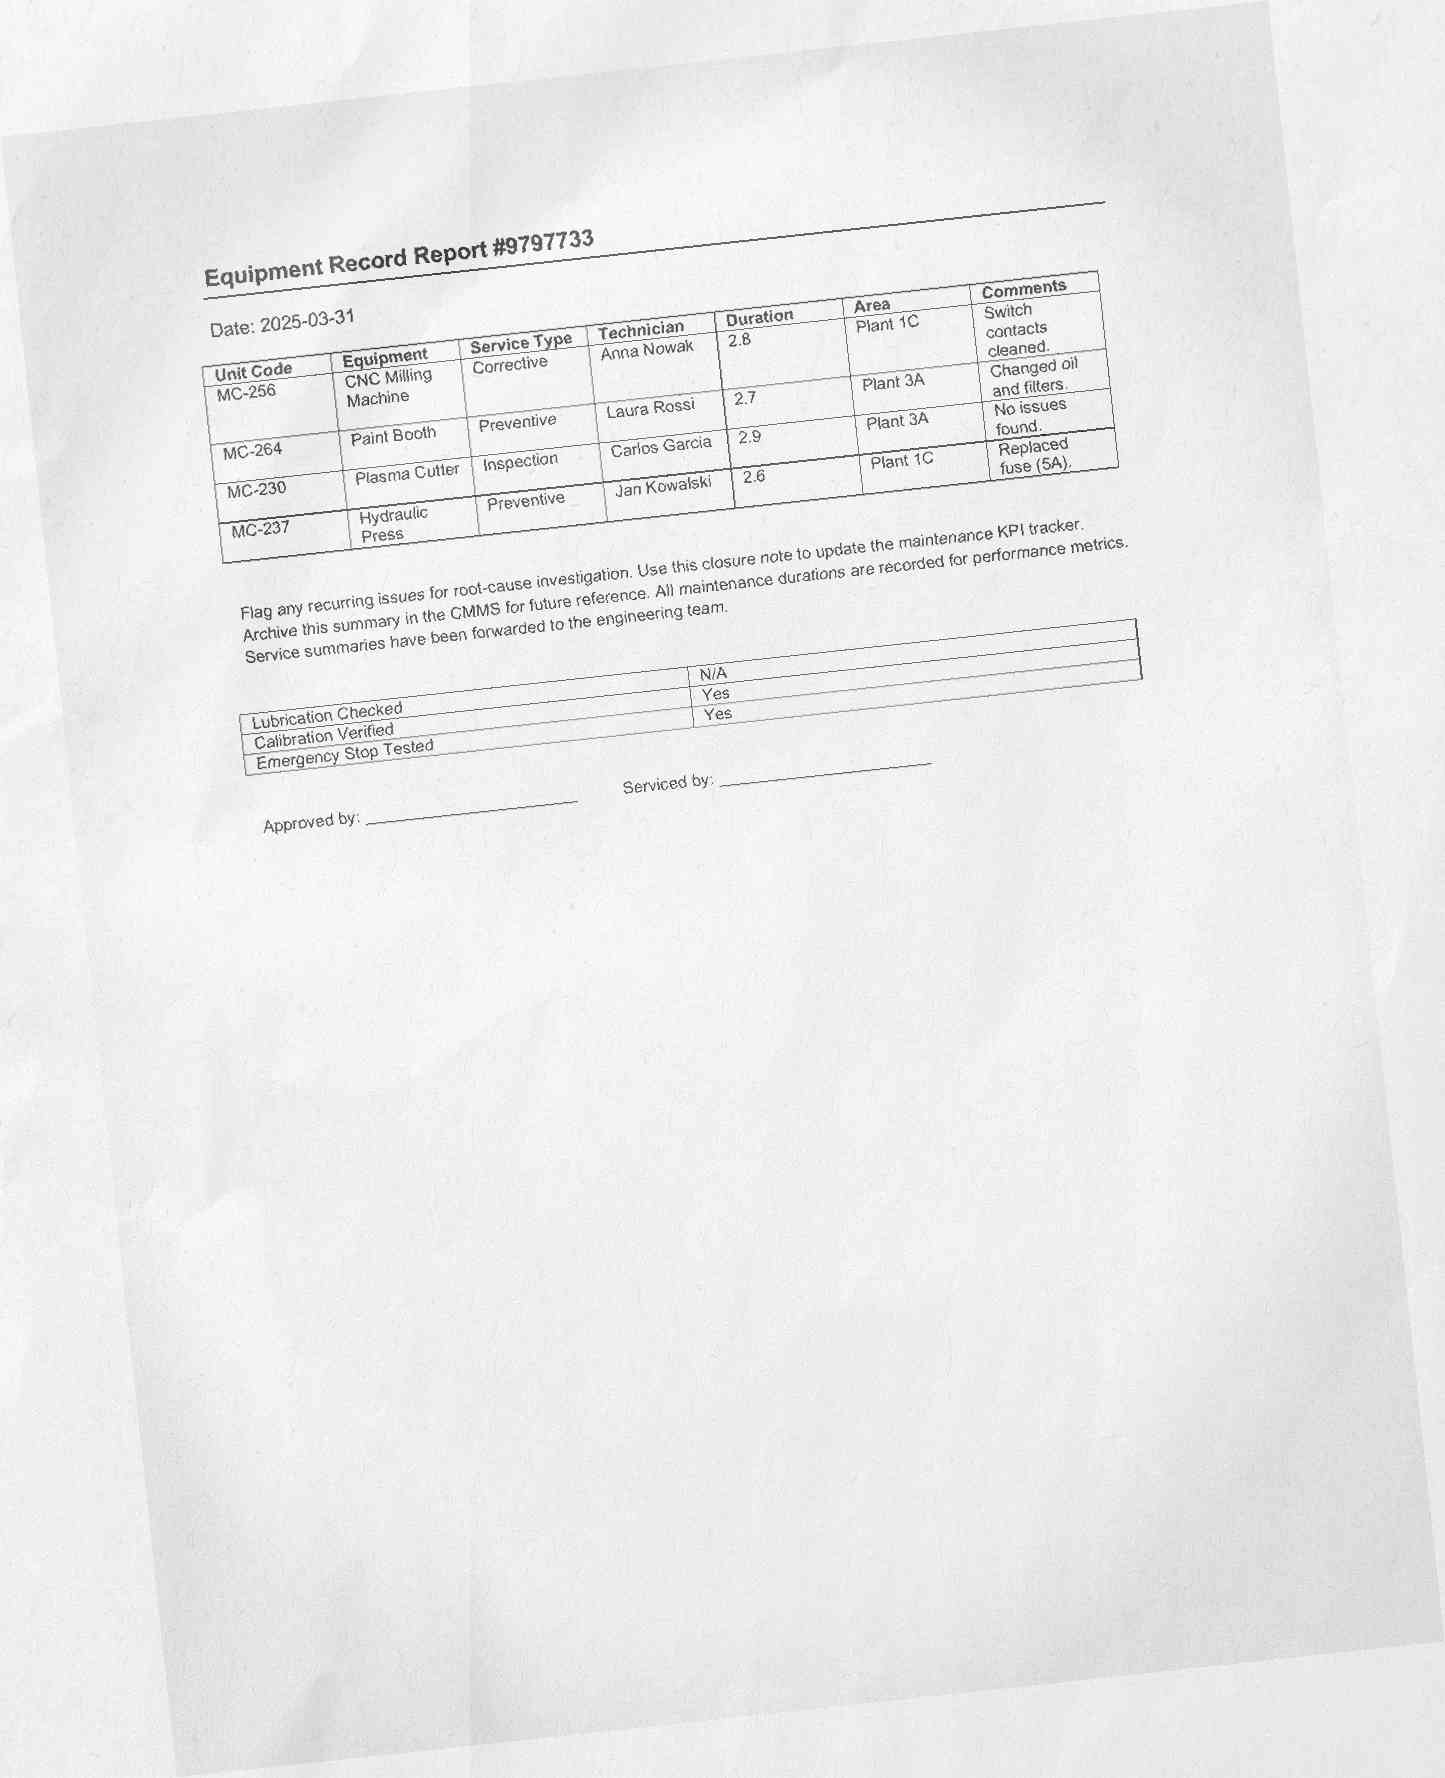 Equipment Record Report #9797733
Date: 2025-03-31
Unit Code Equipment Service Type Technician Duration Area Comments
MC-256 CNC Milling Machine Corrective Anna Nowak 2.8 Plant 1C Switch contacts cleaned.
MC-264 Paint Booth Preventive Laura Rossi 2.7 Plant 3A Changed oil and filters.
MC-230 Plasma Cutter Inspection Carlos Garcia 2.9 Plant 3A No issues found.
MC-237 Hydraulic Press Preventive Jan Kowalski 2.6 Plant 1C Replaced fuse (5A).
Flag any recurring issues for root-cause investigation. Use this closure note to update the maintenance KPI tracker.
Archive this summary in the CMMS for future reference. All maintenance durations are recorded for performance metrics.
Service summaries have been forwarded to the engineering team.
Lubrication Checked N/A
Calibration Verified Yes
Emergency Stop Tested Yes
Approved by: Serviced by: